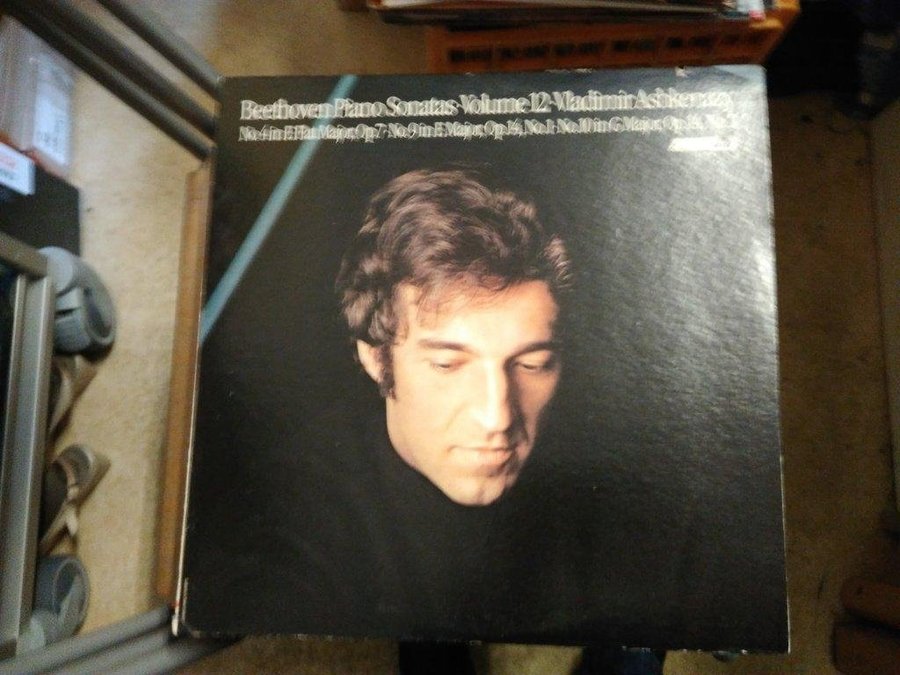 Beethoven Piano Sonatas·Volume 12·Vladimir Ashkenazy
No. 4 in E Flat Major, Op. 7·No. 9 in E Major, Op. 14, No. 1·No. 10 in G Major, Op. 14, No. 2